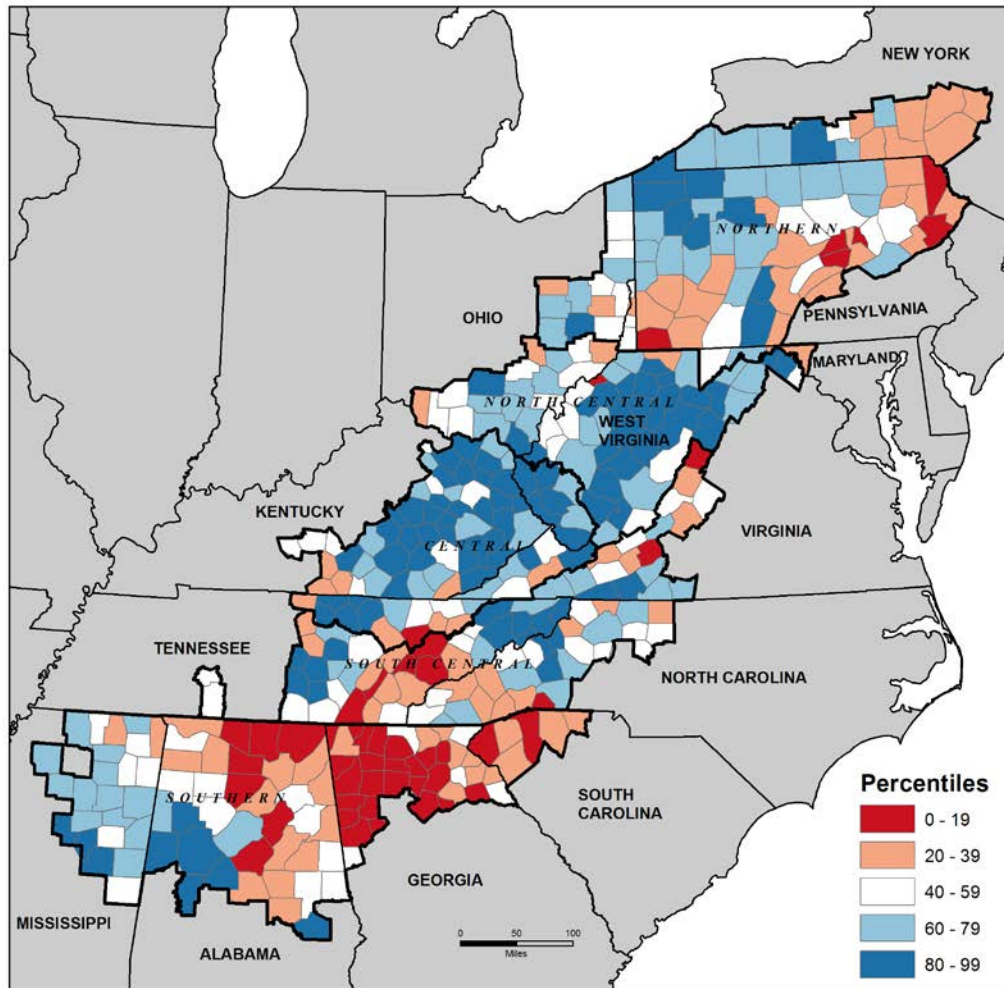 NEW YORK
NORTHERN
PENNSYLVANIA
OHIO
MARYLAND
NORTH CENTRAL
WEST
VIRGINIA
KENTUCKY
VIRGINIA
CENTRAL
TENNESSEE
SOUTH CENTRAL
NORTH CAROLINA
SOUTHERN
SOUTH
CAROLINA
GEORGIA
MISSISSIPPI
ALABAMA
0 50 100
Miles
Percentiles
0 - 19
20 - 39
40 - 59
60 - 79
80 - 99